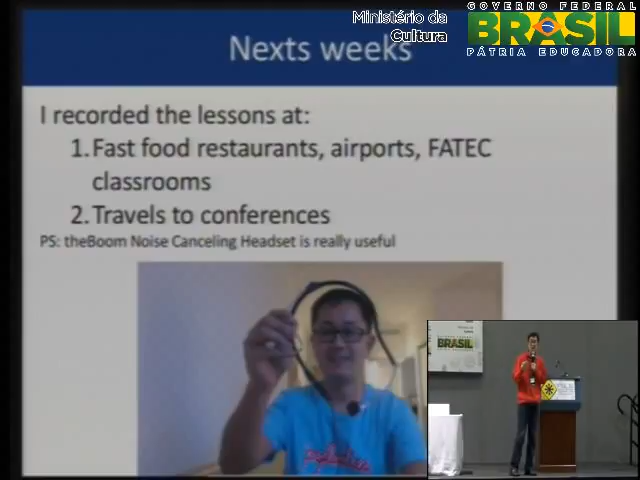 GOVERNO FEDERAL
Ministério da
Cultura
BRASIL
PÁTRIA EDUCADORA
Nexts weeks
I recorded the lessons at:
1. Fast food restaurants, airports, FATEC
classrooms
2. Travels to conferences
PS: theBoom Noise Canceling Headset is really useful
BRASIL